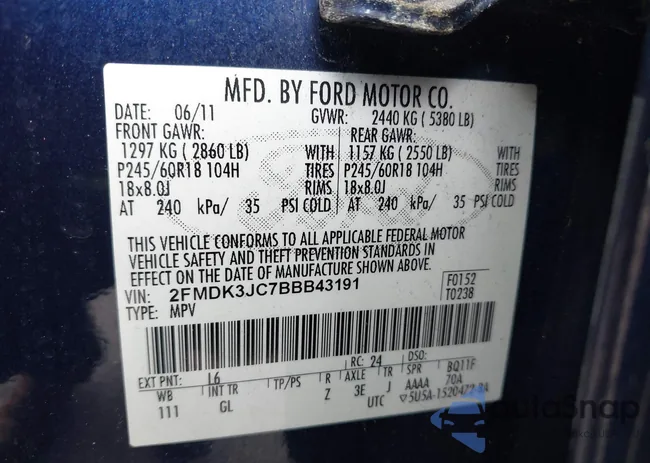 MFD. BY FORD MOTOR CO.
DATE: 06/11 GVWR: 2440 KG ( 5380 LB)
FRONT GAWR: REAR GAWR:
1297 KG ( 2860 LB) WITH 1157 KG ( 2550 LB) WITH
P245/60R18 104H TIRES P245/60R18 104H TIRES
18x8.0J RIMS 18x8.0J RIMS
AT 240 kPa/ 35 PSI COLD AT 240 kPa/ 35 PSI COLD
THIS VEHICLE CONFORMS TO ALL APPLICABLE FEDERAL MOTOR
VEHICLE SAFETY AND THEFT PREVENTION STANDARDS IN
EFFECT ON THE DATE OF MANUFACTURE SHOWN ABOVE.
VIN: 2FMDK3JC7BBB43191 F0152
TYPE: MPV T0238
EXT PNT: L6 RC: 24 DSO:
WB INT TR TP/PS R AXLE TR SPR BQ11F
111 GL Z 3E J AAAA 70A
UTC